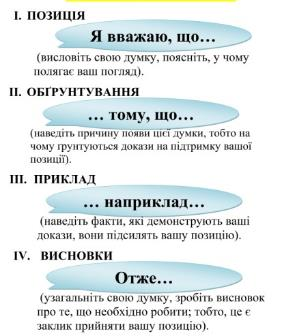 І. ПОЗИЦІЯ
Я вважаю, що…
(висловіть свою думку, поясніть, у чому
полягає ваш погляд).
ІІ. ОБҐРУНТУВАННЯ
… тому, що…
(наведіть причину появи цієї думки, тобто на
чому ґрунтуються докази на підтримку вашої
позиції).
ІІІ. ПРИКЛАД
… наприклад…
(наведіть факти, які демонструють ваші
докази, вони підсилять вашу позицію).
IV. ВИСНОВКИ
Отже…
(узагальніть свою думку, зробіть висновок
про те, що необхідно робити; тобто, це є
заклик прийняти вашу позицію).